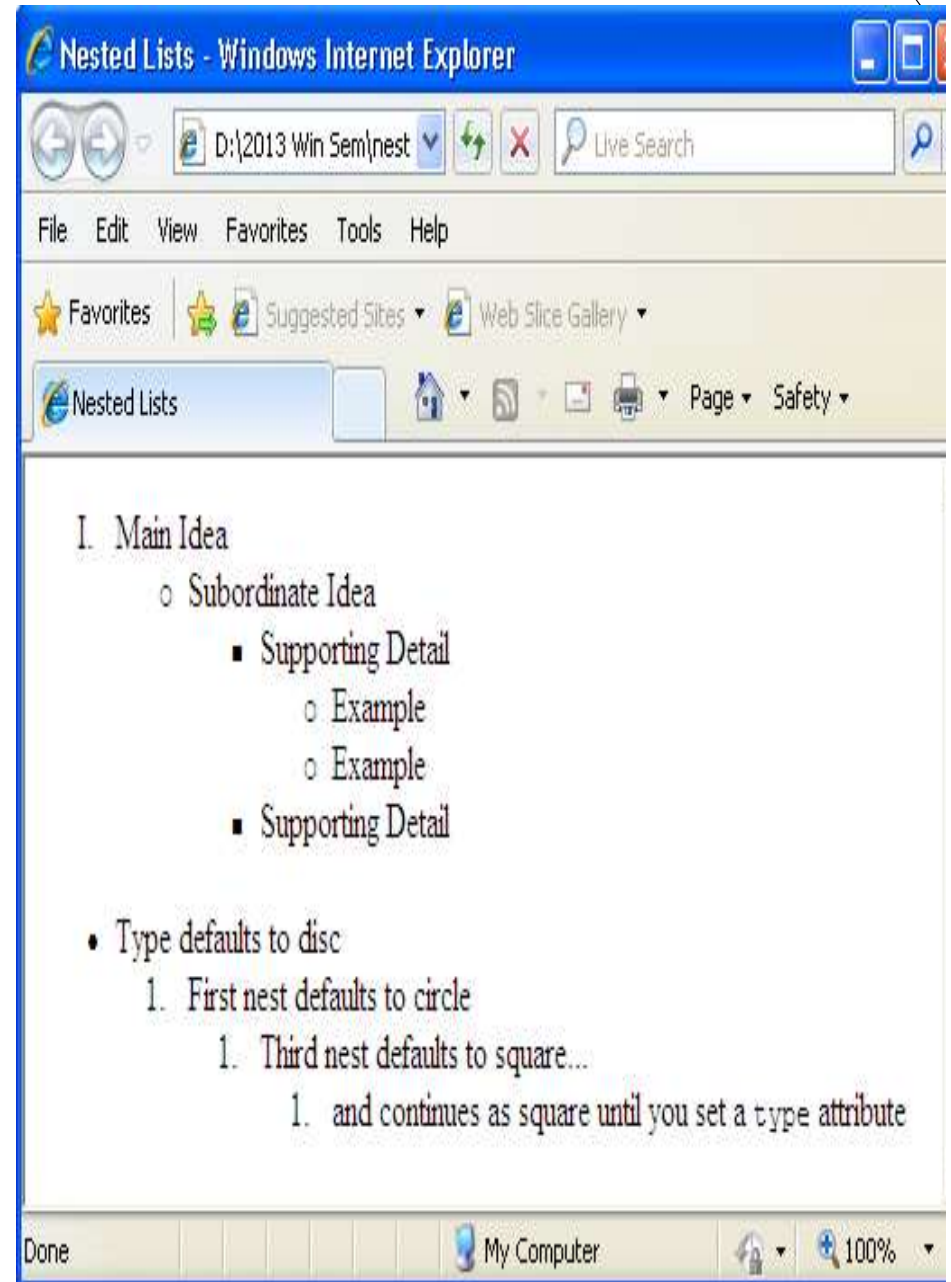 Nested Lists - Windows Internet Explorer
D:\2013 Win Sem\nest Live Search
File Edit View Favorites Tools Help
Favorites Suggested Sites Web Slice Gallery
Nested Lists Page Safety
I. Main Idea
o Subordinate Idea
▪ Supporting Detail
o Example
o Example
▪ Supporting Detail
• Type defaults to disc
1. First nest defaults to circle
1. Third nest defaults to square...
1. and continues as square until you set a type attribute
Done My Computer 100%